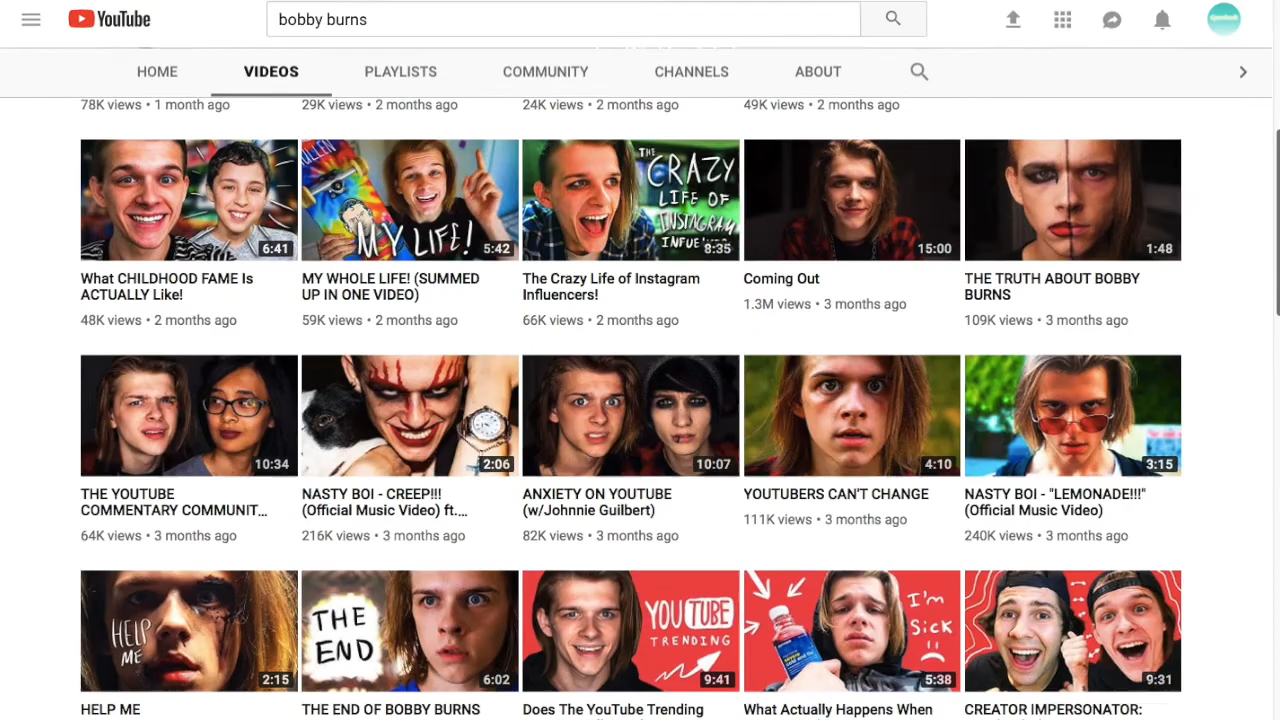 YouTube
bobby burns
HOME VIDEOS PLAYLISTS COMMUNITY CHANNELS ABOUT
78K views • 1 month ago
29K views • 2 months ago
24K views • 2 months ago
49K views • 2 months ago
6:41
MY LIFE!
5:42
THE
CRAZY
LIFE OF
INSTAGRAM
8:35
15:00
1:48
What CHILDHOOD FAME Is
ACTUALLY Like!
48K views • 2 months ago
MY WHOLE LIFE! (SUMMED
UP IN ONE VIDEO)
59K views • 2 months ago
The Crazy Life of Instagram
Influencers!
66K views • 2 months ago
Coming Out
1.3M views • 3 months ago
THE TRUTH ABOUT BOBBY
BURNS
109K views • 3 months ago
10:34
2:06
10:07
4:10
3:15
THE YOUTUBE
COMMENTARY COMMUNIT...
64K views • 3 months ago
NASTY BOI - CREEP!!!
(Official Music Video) ft....
216K views • 3 months ago
ANXIETY ON YOUTUBE
(w/Johnnie Guilbert)
82K views • 3 months ago
YOUTUBERS CAN'T CHANGE
111K views • 3 months ago
NASTY BOI - "LEMONADE!!!"
(Official Music Video)
240K views • 3 months ago
HELP
ME
2:15
THE
END
6:02
YOUTUBE
TRENDING
9:41
I'm
Sick
5:38
9:31
HELP ME
THE END OF BOBBY BURNS
Does The YouTube Trending
What Actually Happens When
CREATOR IMPERSONATOR: